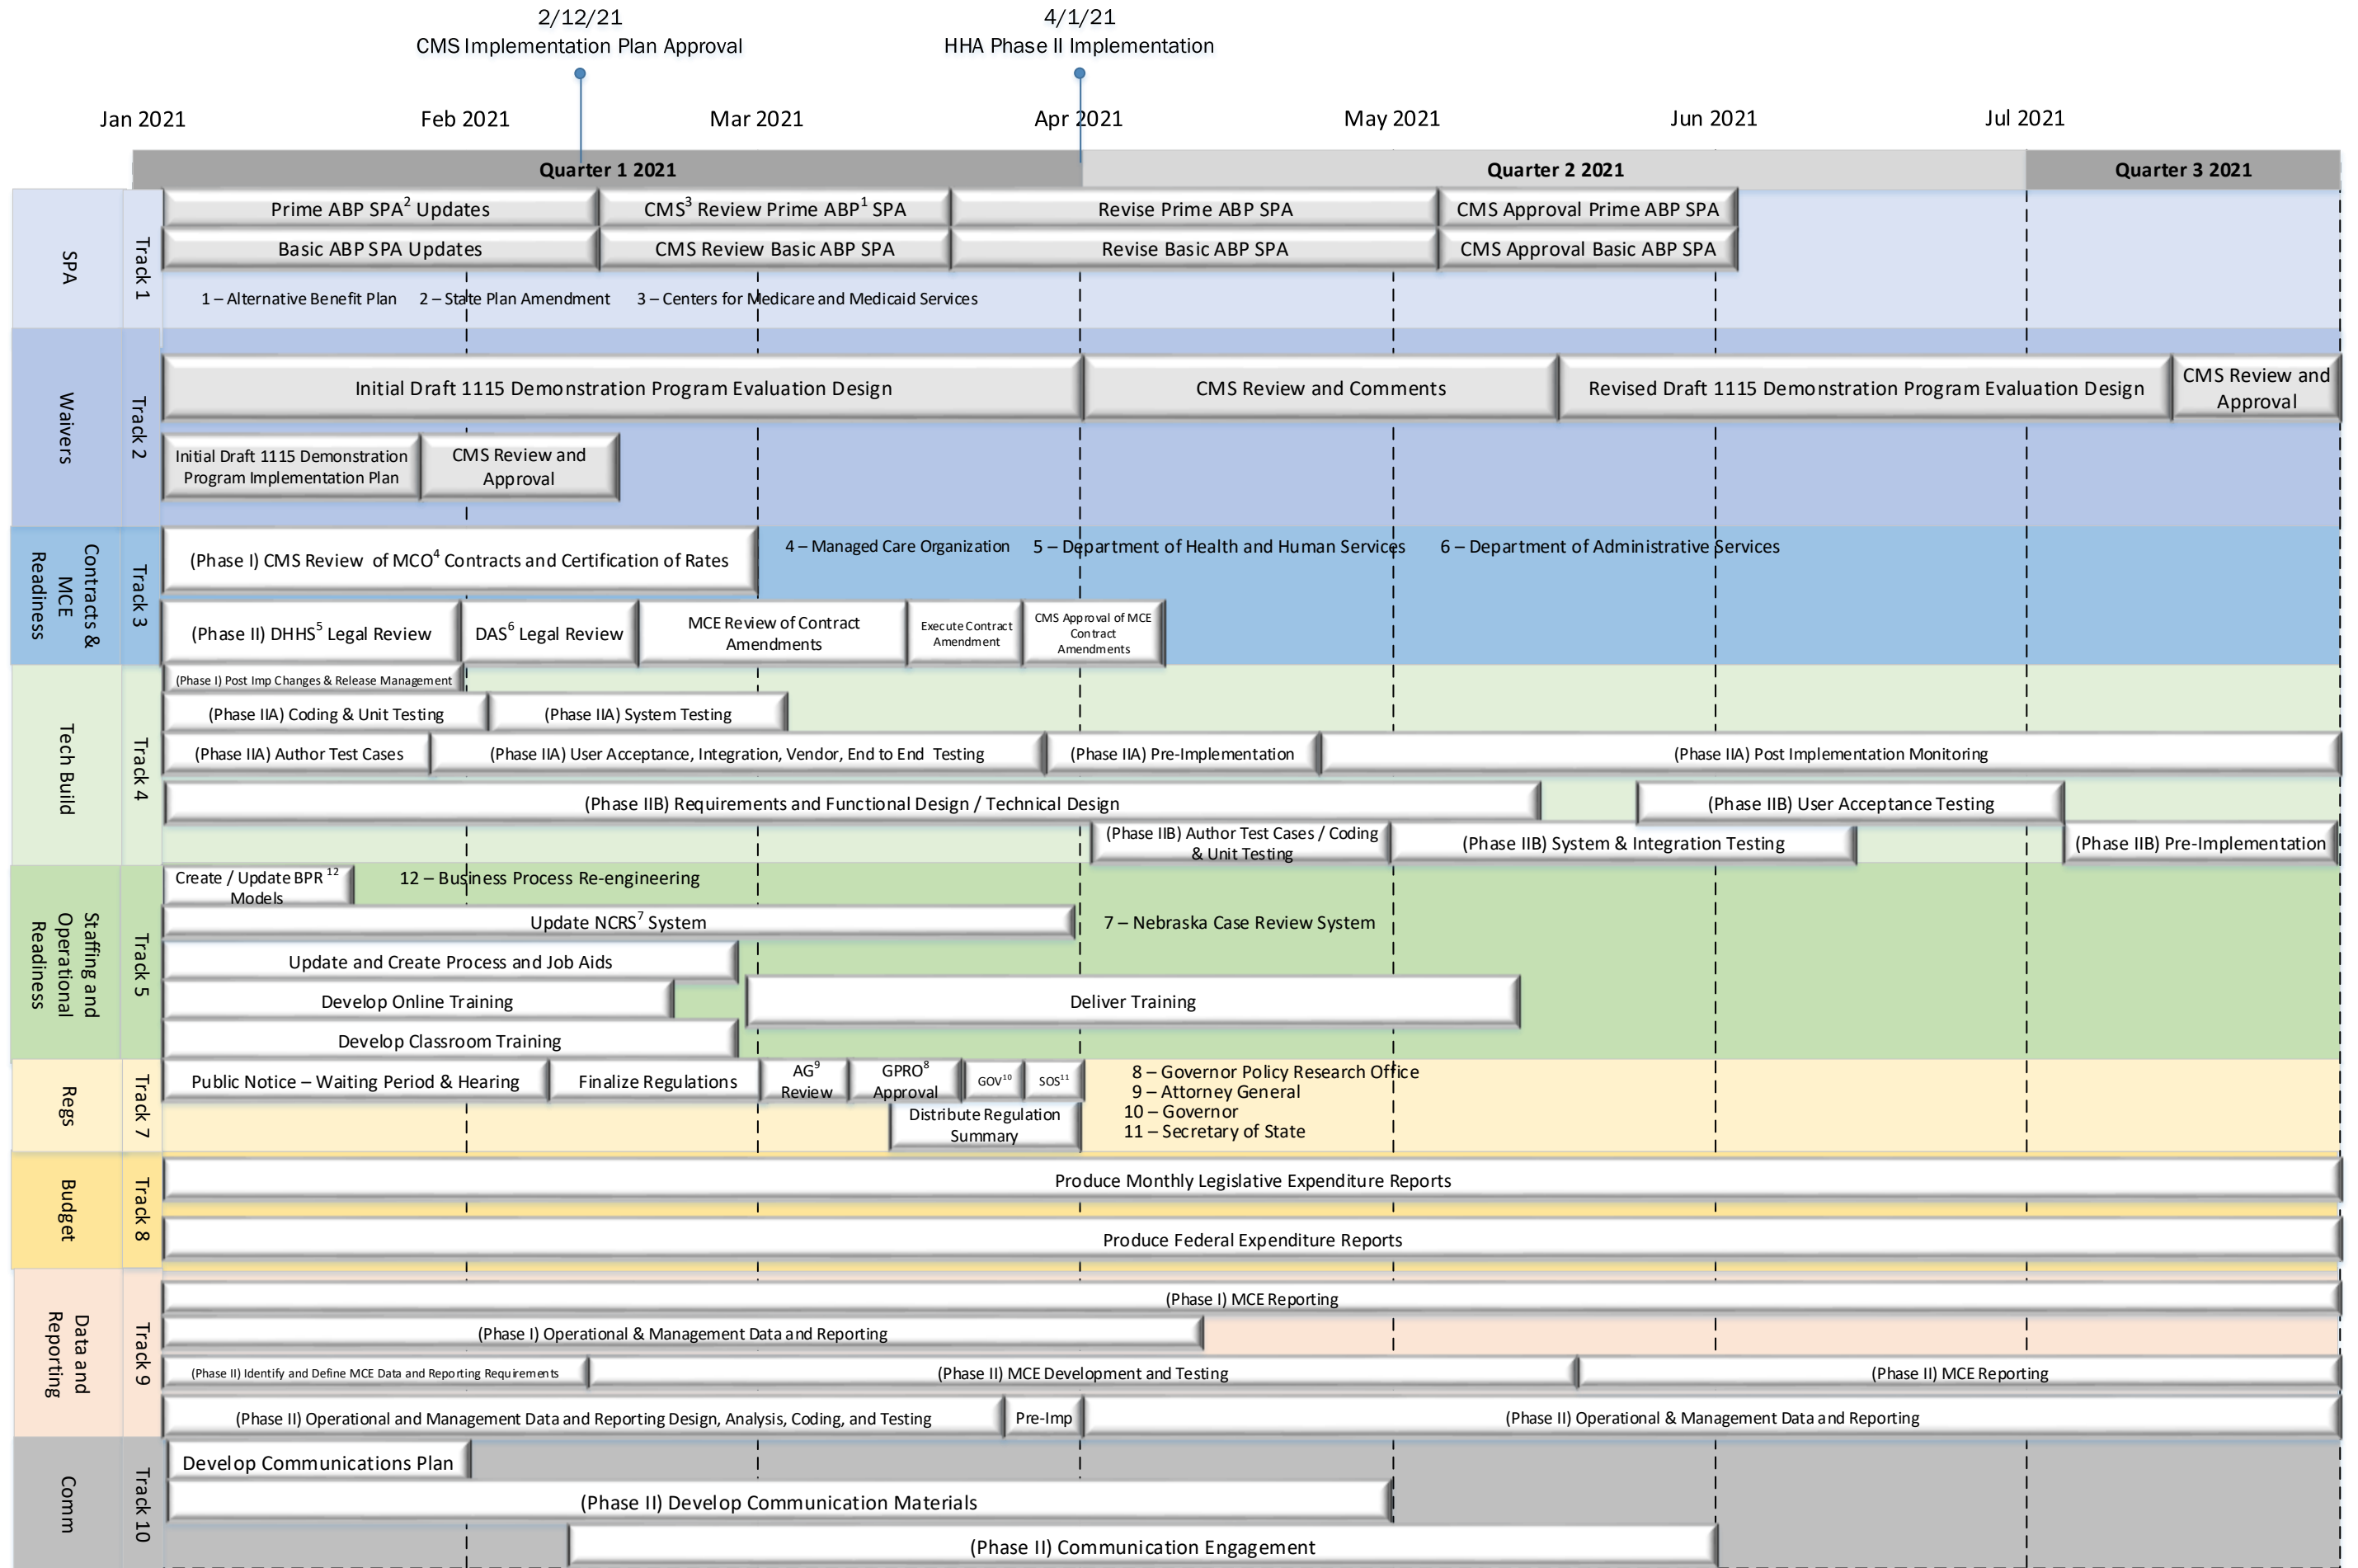 2/12/21
CMS Implementation Plan Approval
4/1/21
HHA Phase II Implementation
Jan 2021
Feb 2021
Mar 2021
Apr 2021
May 2021
Jun 2021
Jul 2021
Quarter 1 2021
Quarter 2 2021
Quarter 3 2021
SPA
Track 1
Prime ABP SPA² Updates
CMS³ Review Prime ABP¹ SPA
Revise Prime ABP SPA
CMS Approval Prime ABP SPA
Basic ABP SPA Updates
CMS Review Basic ABP SPA
Revise Basic ABP SPA
CMS Approval Basic ABP SPA
1 – Alternative Benefit Plan
2 – State Plan Amendment
3 – Centers for Medicare and Medicaid Services
Waivers
Track 2
Initial Draft 1115 Demonstration Program Evaluation Design
CMS Review and Comments
Revised Draft 1115 Demonstration Program Evaluation Design
CMS Review and
Approval
Initial Draft 1115 Demonstration
Program Implementation Plan
CMS Review and
Approval
Contracts &
MCE
Readiness
Track 3
(Phase I) CMS Review of MCO⁴ Contracts and Certification of Rates
4 – Managed Care Organization
5 – Department of Health and Human Services
6 – Department of Administrative Services
(Phase II) DHHS⁵ Legal Review
DAS⁶ Legal Review
MCE Review of Contract
Amendments
Execute Contract
Amendment
CMS Approval of MCE
Contract
Amendments
Tech Build
Track 4
(Phase I) Post Imp Changes & Release Management
(Phase IIA) Coding & Unit Testing
(Phase IIA) System Testing
(Phase IIA) Author Test Cases
(Phase IIA) User Acceptance, Integration, Vendor, End to End Testing
(Phase IIA) Pre-Implementation
(Phase IIA) Post Implementation Monitoring
(Phase IIB) Requirements and Functional Design / Technical Design
(Phase IIB) User Acceptance Testing
(Phase IIB) Author Test Cases / Coding
& Unit Testing
(Phase IIB) System & Integration Testing
(Phase IIB) Pre-Implementation
Staffing and
Operational
Readiness
Track 5
Create / Update BPR ¹²
Models
12 – Business Process Re-engineering
Update NCRS⁷ System
7 – Nebraska Case Review System
Update and Create Process and Job Aids
Develop Online Training
Deliver Training
Develop Classroom Training
Regs
Track 7
Public Notice – Waiting Period & Hearing
Finalize Regulations
AG⁹
Review
GPRO⁸
Approval
GOV¹⁰
SOS¹¹
Distribute Regulation
Summary
8 – Governor Policy Research Office
9 – Attorney General
10 – Governor
11 – Secretary of State
Budget
Track 8
Produce Monthly Legislative Expenditure Reports
Produce Federal Expenditure Reports
Data and
Reporting
Track 9
(Phase I) MCE Reporting
(Phase I) Operational & Management Data and Reporting
(Phase II) Identify and Define MCE Data and Reporting Requirements
(Phase II) MCE Development and Testing
(Phase II) MCE Reporting
(Phase II) Operational and Management Data and Reporting Design, Analysis, Coding, and Testing
Pre-Imp
(Phase II) Operational & Management Data and Reporting
Comm
Track 10
Develop Communications Plan
(Phase II) Develop Communication Materials
(Phase II) Communication Engagement